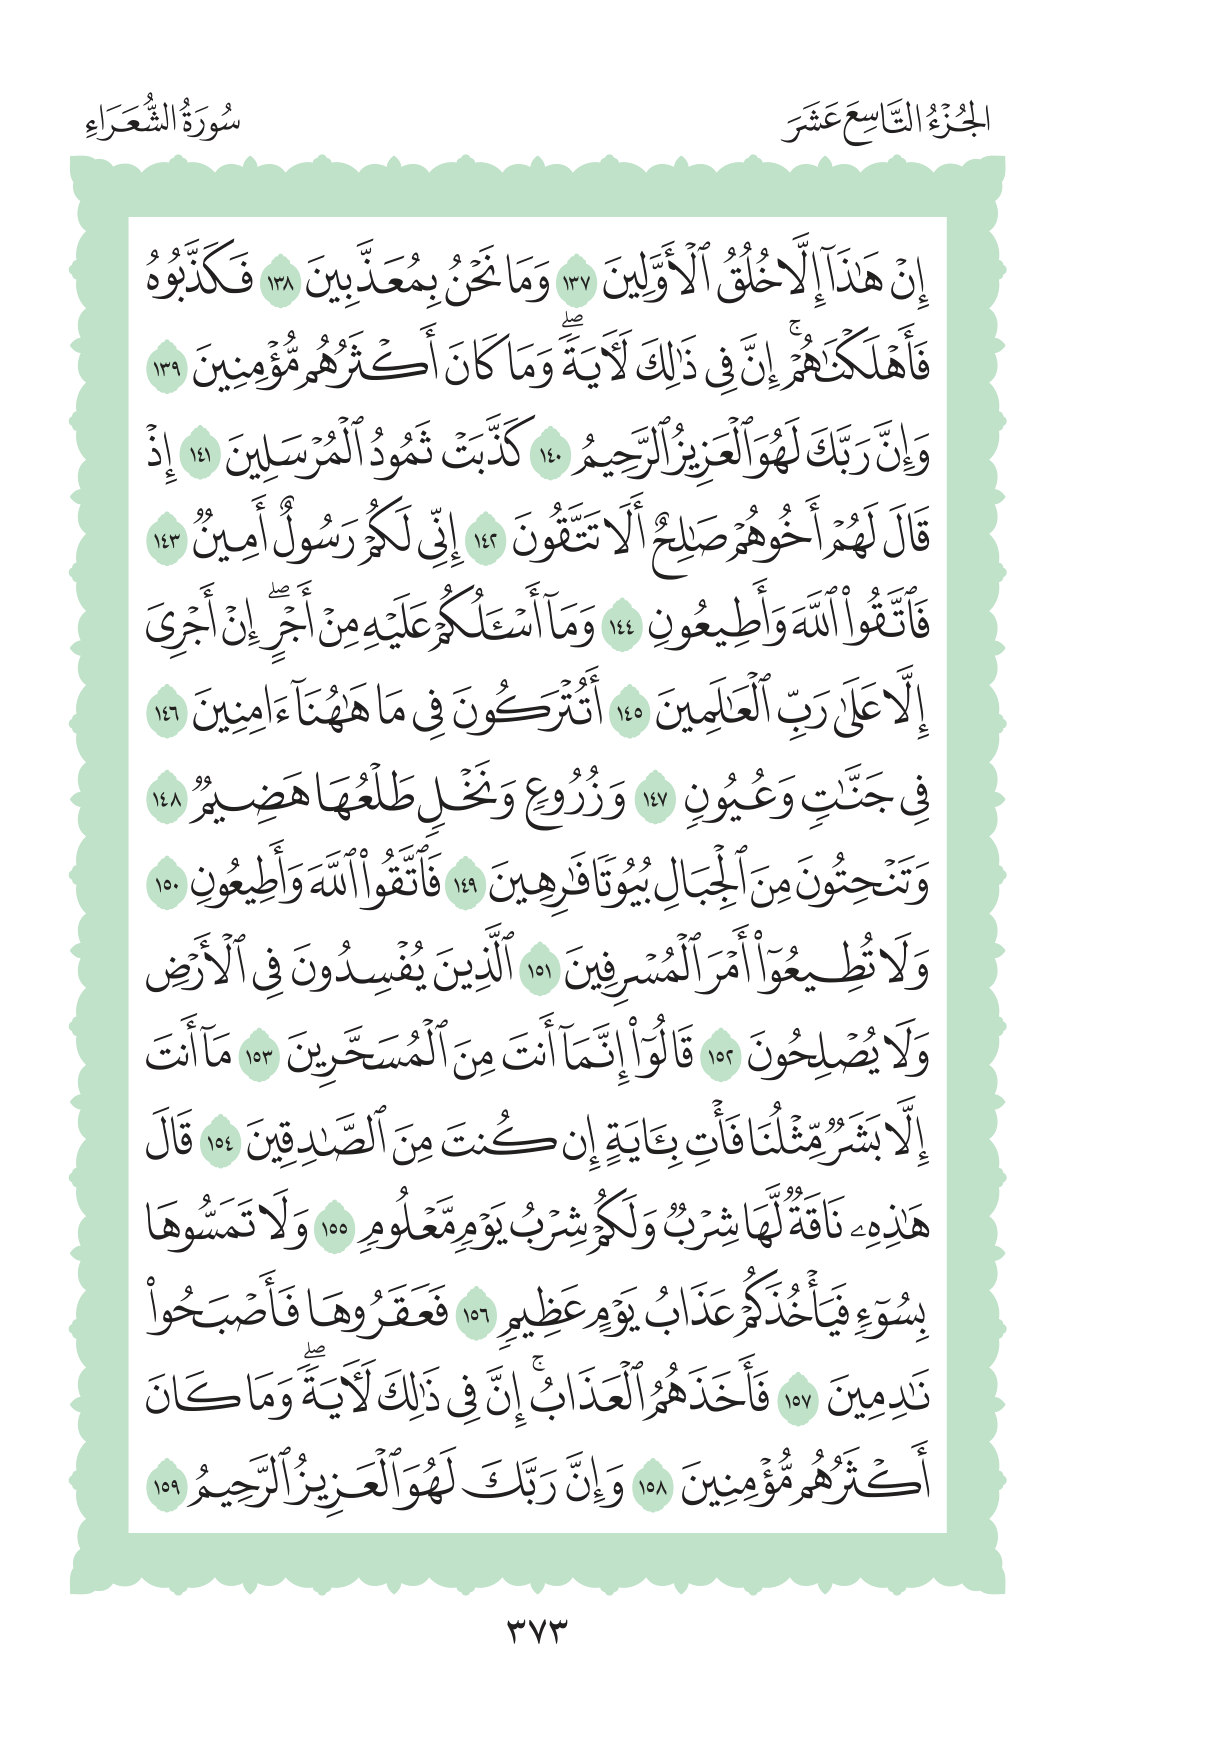 الجُزْءُ التَّاسِعَ عَشَرَ
سُورَةُ الشُّعَرَاءِ
إِنْ هَٰذَآ إِلَّا خُلُقُ ٱلْأَوَّلِينَ ١٣٧ وَمَا نَحْنُ بِمُعَذَّبِينَ ١٣٨ فَكَذَّبُوهُ
فَأَهْلَكْنَٰهُمْۚ إِنَّ فِى ذَٰلِكَ لَأٓيَةًۖ وَمَا كَانَ أَكْثَرُهُم مُّؤْمِنِينَ ١٣٩
وَإِنَّ رَبَّكَ لَهُوَ ٱلْعَزِيزُ ٱلرَّحِيمُ ١٤٠ كَذَّبَتْ ثَمُودُ ٱلْمُرْسَلِينَ ١٤١ إِذْ
قَالَ لَهُمْ أَخُوهُمْ صَٰلِحٌ أَلَا تَتَّقُونَ ١٤٢ إِنِّى لَكُمْ رَسُولٌ أَمِينٌ ١٤٣
فَٱتَّقُوا۟ ٱللَّهَ وَأَطِيعُونِ ١٤٤ وَمَآ أَسْـَٔلُكُمْ عَلَيْهِ مِنْ أَجْرٍۖ إِنْ أَجْرِىَ
إِلَّا عَلَىٰ رَبِّ ٱلْعَٰلَمِينَ ١٤٥ أَتُتْرَكُونَ فِى مَا هَٰهُنَآ ءَامِنِينَ ١٤٦
فِى جَنَّٰتٍ وَعُيُونٍ ١٤٧ وَزُرُوعٍ وَنَخْلٍ طَلْعُهَا هَضِيمٌ ١٤٨
وَتَنْحِتُونَ مِنَ ٱلْجِبَالِ بُيُوتًا فَٰرِهِينَ ١٤٩ فَٱتَّقُوا۟ ٱللَّهَ وَأَطِيعُونِ ١٥٠
وَلَا تُطِيعُوٓا۟ أَمْرَ ٱلْمُسْرِفِينَ ١٥١ ٱلَّذِينَ يُفْسِدُونَ فِى ٱلْأَرْضِ
وَلَا يُصْلِحُونَ ١٥٢ قَالُوٓا۟ إِنَّمَآ أَنتَ مِنَ ٱلْمُسَحَّرِينَ ١٥٣ مَآ أَنتَ
إِلَّا بَشَرٌ مِّثْلُنَا فَأْتِ بِـَٔايَةٍ إِن كُنتَ مِنَ ٱلصَّٰدِقِينَ ١٥٤ قَالَ
هَٰذِهِۦ نَاقَةٌ لَّهَا شِرْبٌ وَلَكُمْ شِرْبُ يَوْمٍ مَّعْلُومٍ ١٥٥ وَلَا تَمَسُّوهَا
بِسُوٓءٍ فَيَأْخُذَكُمْ عَذَابُ يَوْمٍ عَظِيمٍ ١٥٦ فَعَقَرُوهَا فَأَصْبَحُوا۟
نَٰدِمِينَ ١٥٧ فَأَخَذَهُمُ ٱلْعَذَابُۚ إِنَّ فِى ذَٰلِكَ لَأٓيَةًۖ وَمَا كَانَ
أَكْثَرُهُم مُّؤْمِنِينَ ١٥٨ وَإِنَّ رَبَّكَ لَهُوَ ٱلْعَزِيزُ ٱلرَّحِيمُ ١٥٩
٣٧٣